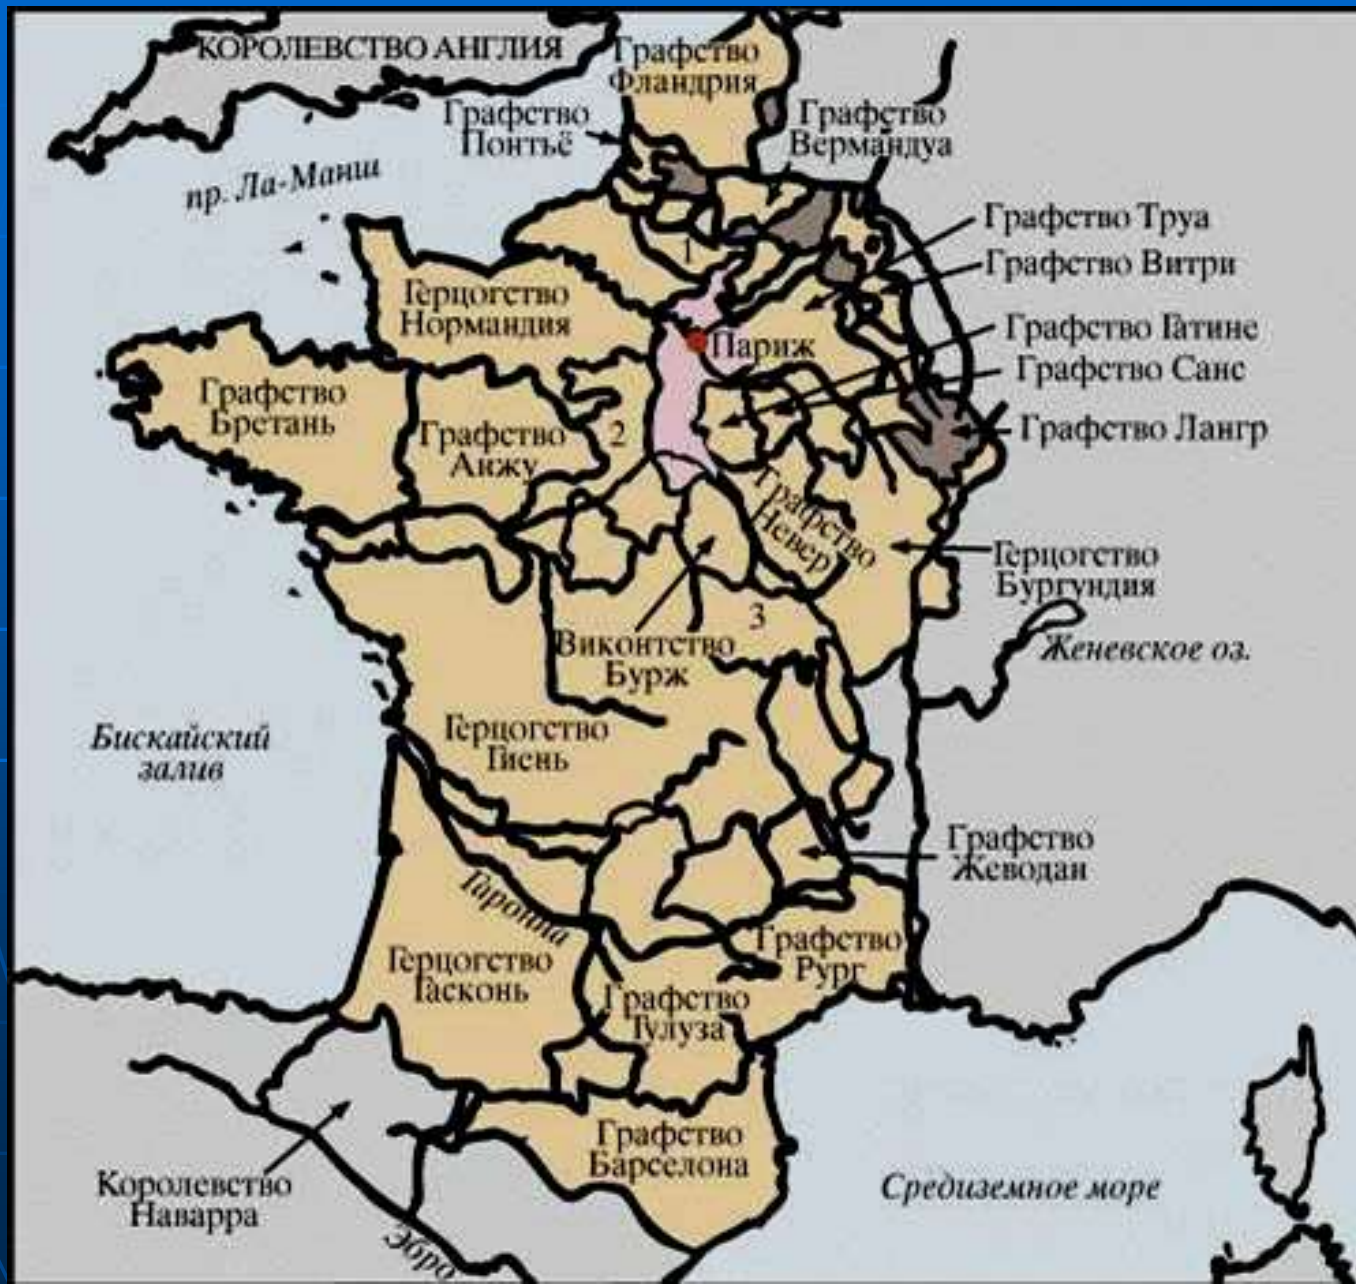 КОРОЛЕВСТВО АНГЛИЯ
Графство
Фландрия
Графство
Понтьё
Графство
Вермандуа
пр. Ла-Манш
Графство Труа
Графство Витри
Графство Гатине
Графство Санс
Графство Лангр
1
Герцогство
Нормандия
Париж
Графство
Бретань
Графство
Анжу
2
Графство
Невер
Герцогство
Бургундия
3
Виконтство
Бурж
Женевское оз.
Бискайский
залив
Герцогство
Гиень
Графство
Жеводан
Гаронна
Герцогство
Гасконь
Графство
Руерг
Графство
Тулуза
Графство
Барселона
Королевство
Наварра
Эбро
Средиземное море